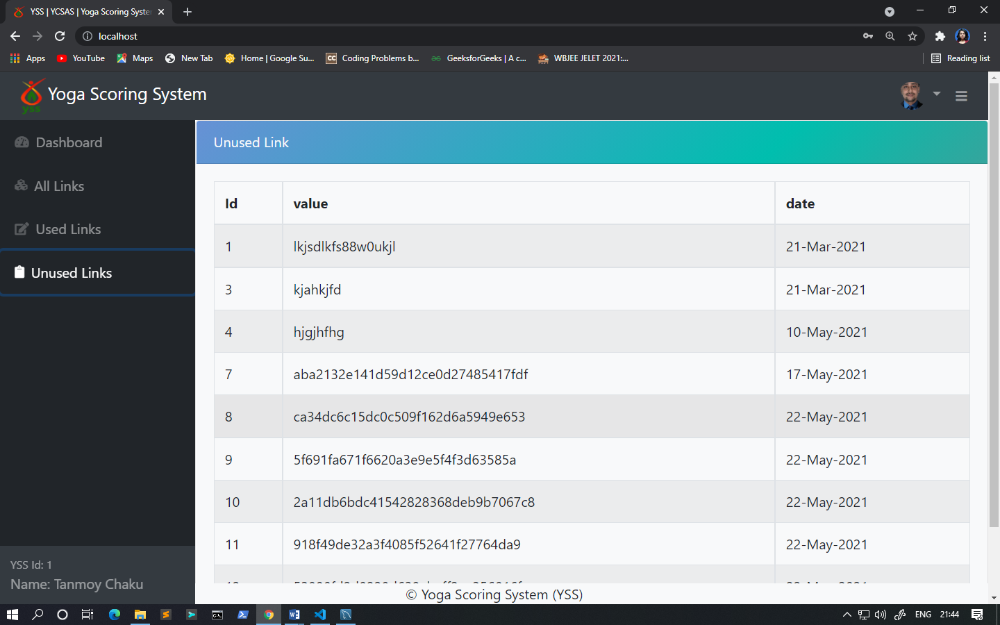 YSS | YCSAS | Yoga Scoring Syste
localhost
Apps YouTube Maps New Tab Home | Google Su... CC Coding Problems b... GeeksforGeeks | A c... WBJEE JELET 2021:... Reading list
yss Yoga Scoring System
Dashboard
All Links
Used Links
Unused Links
YSS Id: 1
Name: Tanmoy Chaku
Unused Link
Id value date
1 lkjsdlkfs88w0ukjl 21-Mar-2021
3 kjahkjfd 21-Mar-2021
4 hjgjhfhg 10-May-2021
7 aba2132e141d59d12ce0d27485417fdf 17-May-2021
8 ca34dc6c15dc0c509f162d6a5949e653 22-May-2021
9 5f691fa671f6620a3e9e5f4f3d63585a 22-May-2021
10 2a11db6bdc41542828368deb9b7067c8 22-May-2021
11 918f49de32a3f4085f52641f27764da9 22-May-2021
© Yoga Scoring System (YSS)
ENG 21:44